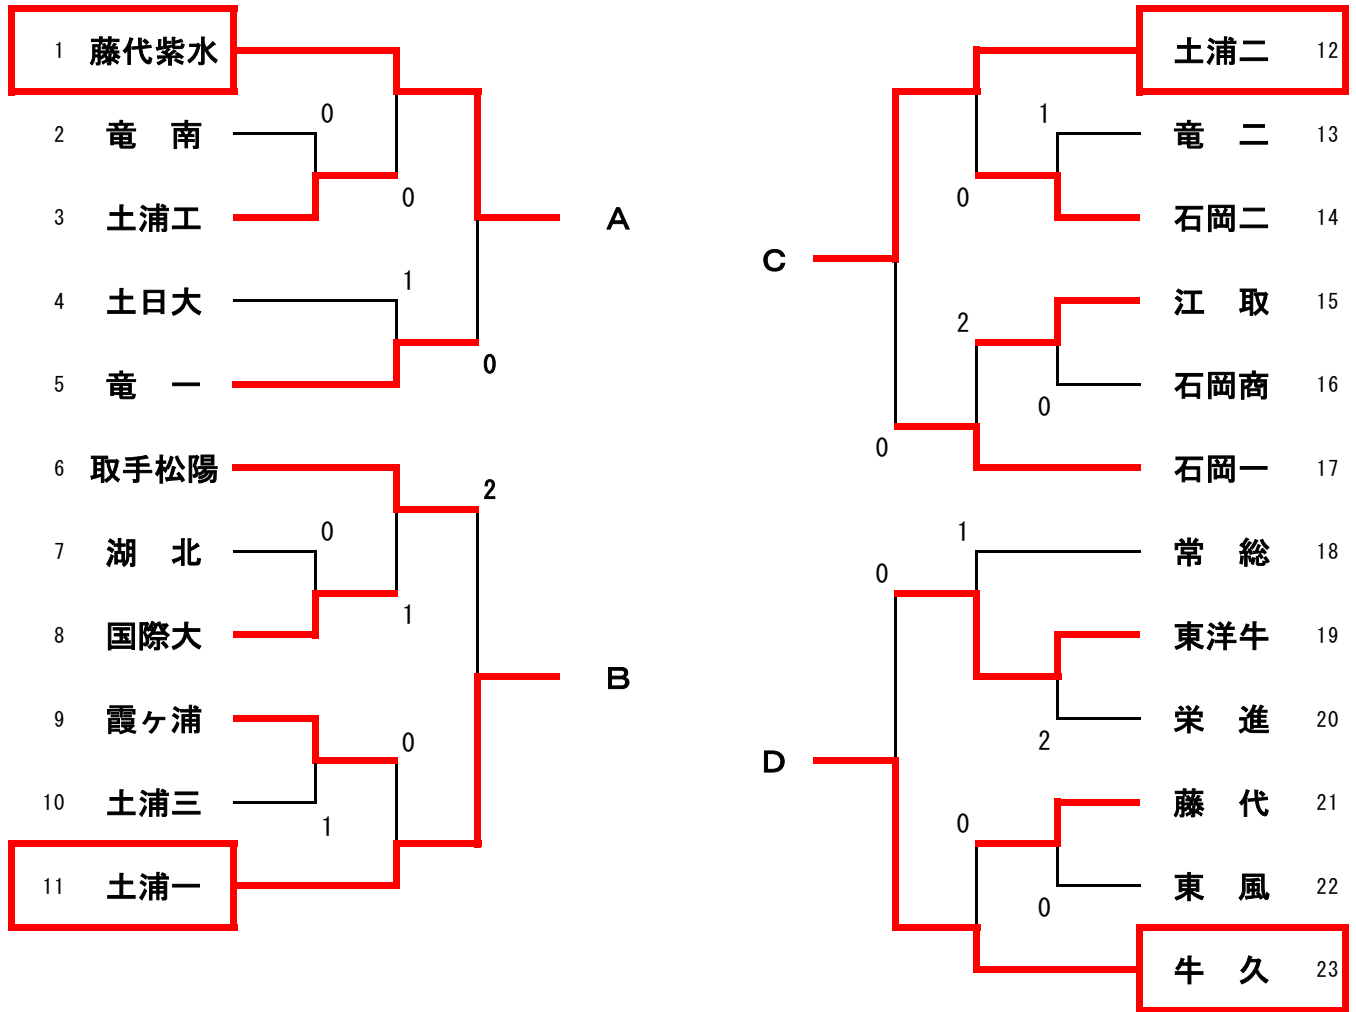 1 藤代紫水
0
2 竜 南
0
3 土浦工
1
4 土日大
0
5 竜 一
A
6 取手松陽
2
0
7 湖 北
1
8 国際大
B
9 霞ヶ浦
0
10 土浦三
1
11 土浦一
土浦二 12
1
竜 二 13
0
石岡二 14
C
江 取 15
2
石岡商 16
0
0
石岡一 17
1
常 総 18
0
東洋牛 19
栄 進 20
2
D
藤 代 21
0
東 風 22
0
牛 久 23